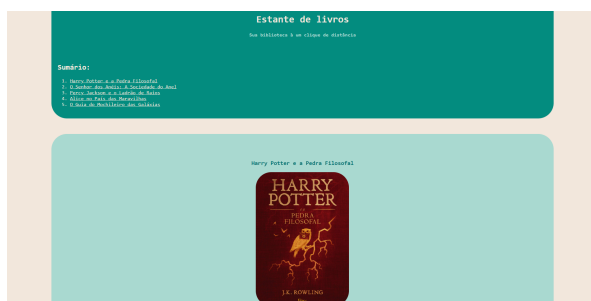 Estante de livros
Sua biblioteca à um clique de distância
Sumário:
1. Harry Potter e a Pedra Filosofal
2. O Senhor dos Anéis: A Sociedade do Anel
3. Percy Jackson e o Ladrão de Raios
4. Alice no País das Maravilhas
5. O Guia do Mochileiro das Galáxias
Harry Potter e a Pedra Filosofal
HARRY
POTTER
PEDRA
FILOSOFAL
J.K. ROWLING